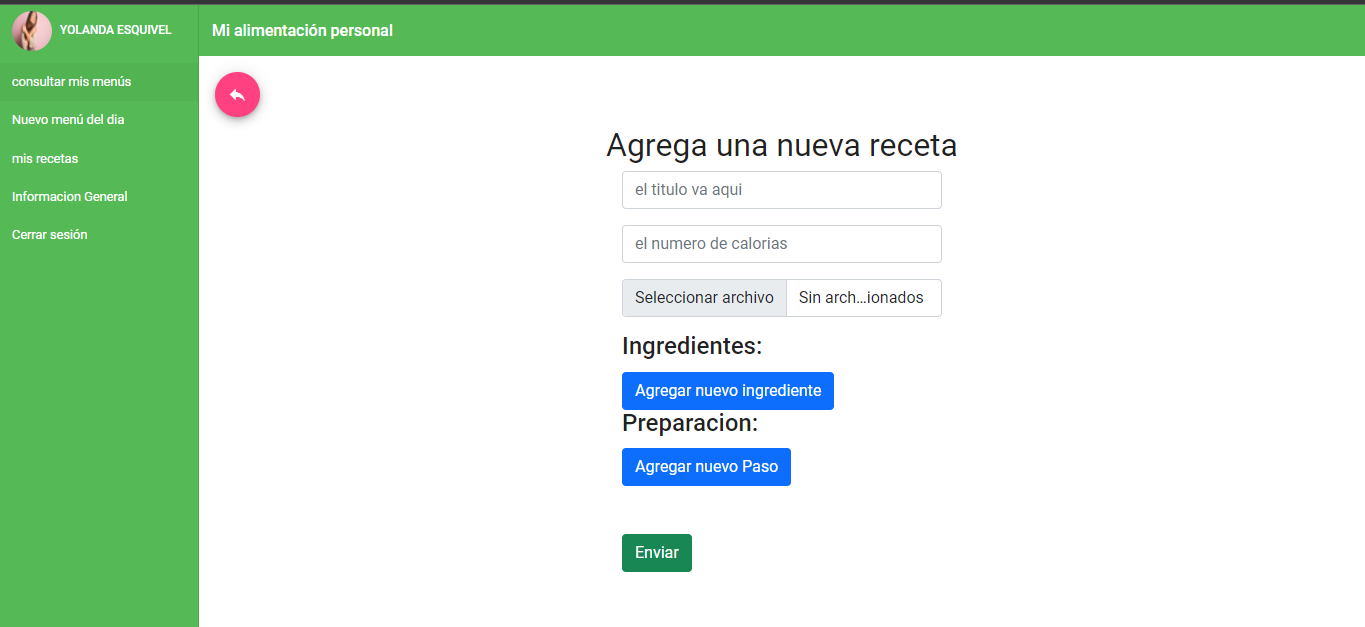 YOLANDA ESQUIVEL
Mi alimentación personal
consultar mis menús
Nuevo menú del dia
mis recetas
Informacion General
Cerrar sesión
Agrega una nueva receta
el titulo va aqui
el numero de calorias
Seleccionar archivo Sin arch...ionados
Ingredientes:
Agregar nuevo ingrediente
Preparacion:
Agregar nuevo Paso
Enviar